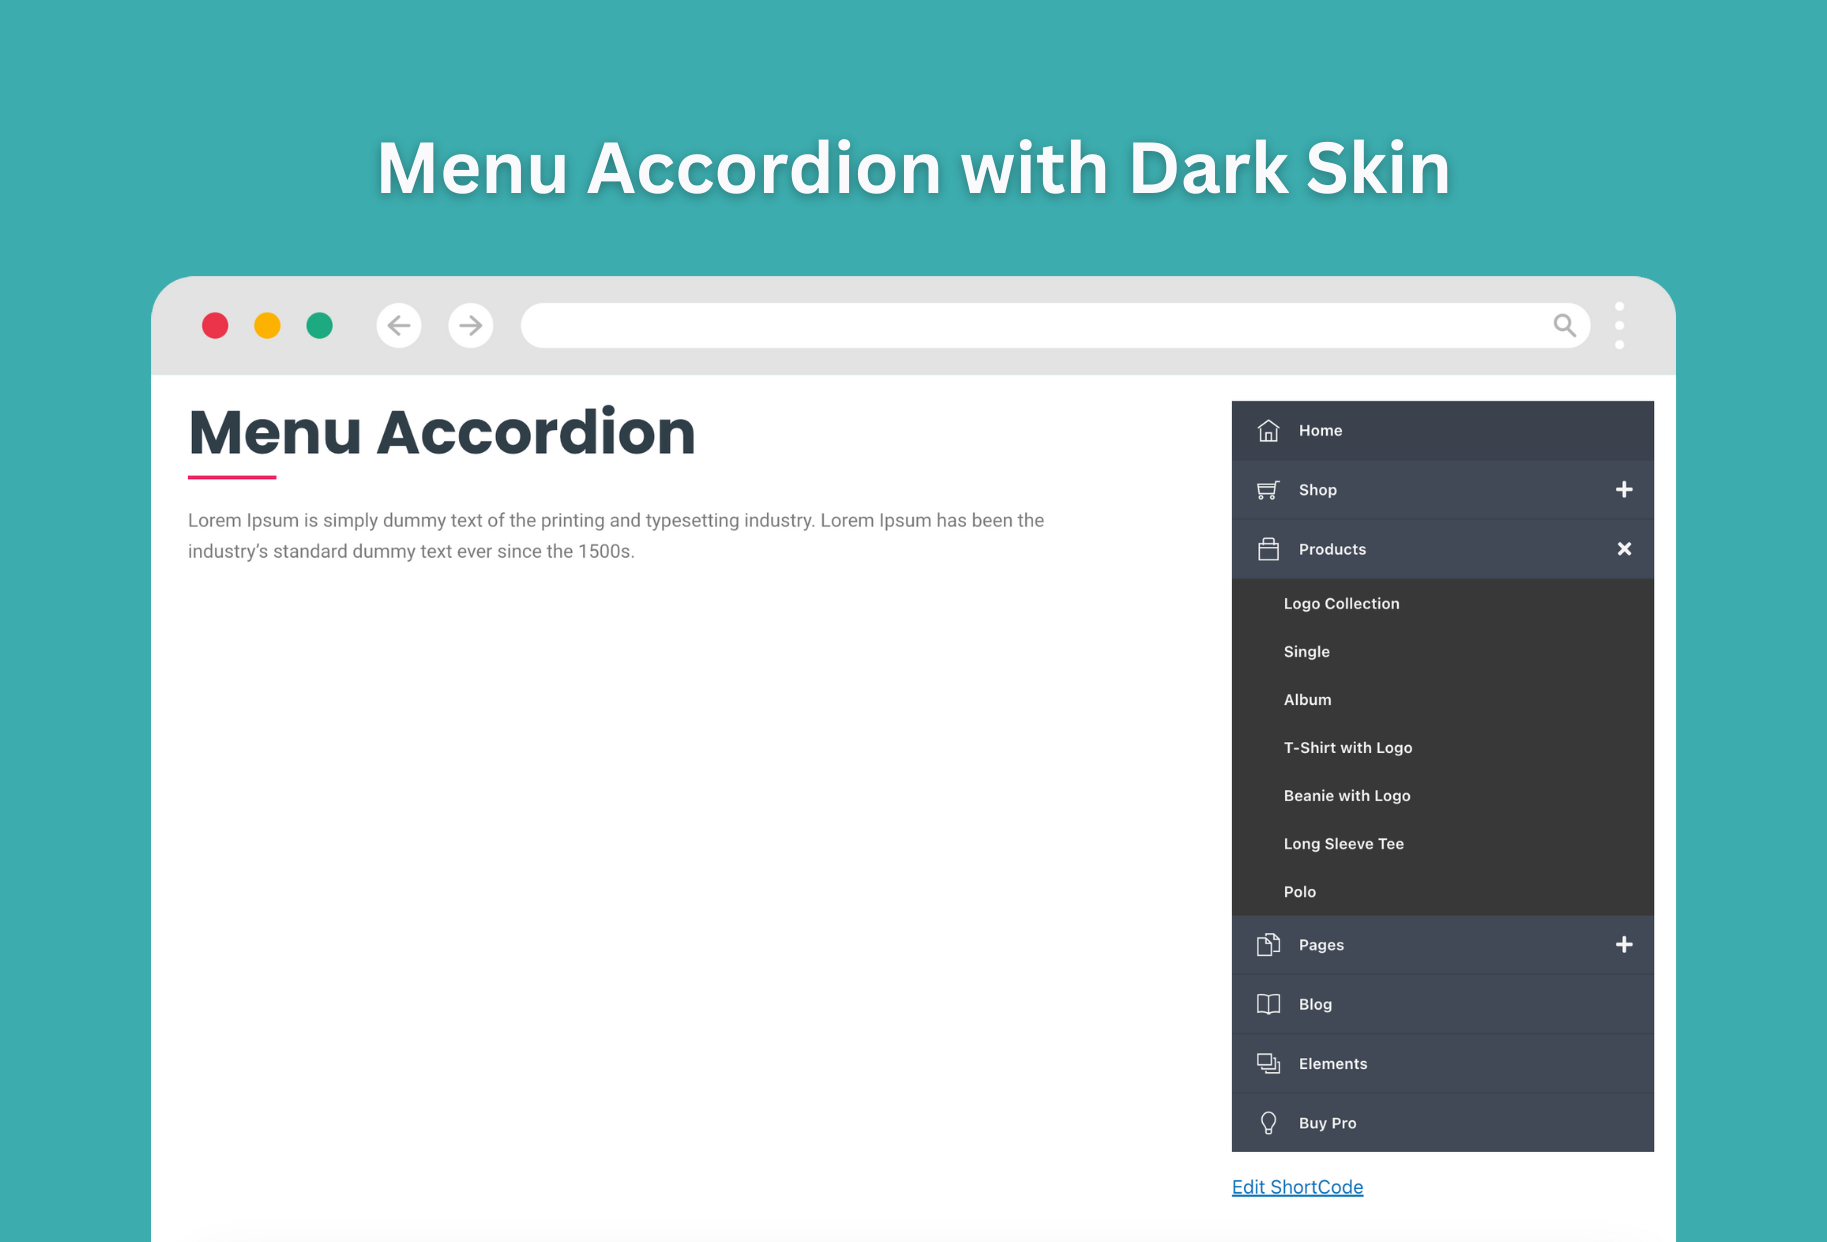 Menu Accordion with Dark Skin
Menu Accordion
Lorem Ipsum is simply dummy text of the printing and typesetting industry. Lorem Ipsum has been the
industry’s standard dummy text ever since the 1500s.
Home
Shop
Products
Logo Collection
Single
Album
T-Shirt with Logo
Beanie with Logo
Long Sleeve Tee
Polo
Pages
Blog
Elements
Buy Pro
Edit ShortCode